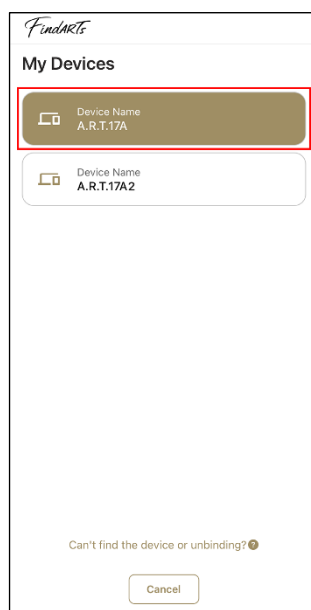 FindARTs
My Devices
Device Name
A.R.T.17A
Device Name
A.R.T.17A2
Can't find the device or unbinding?
Cancel